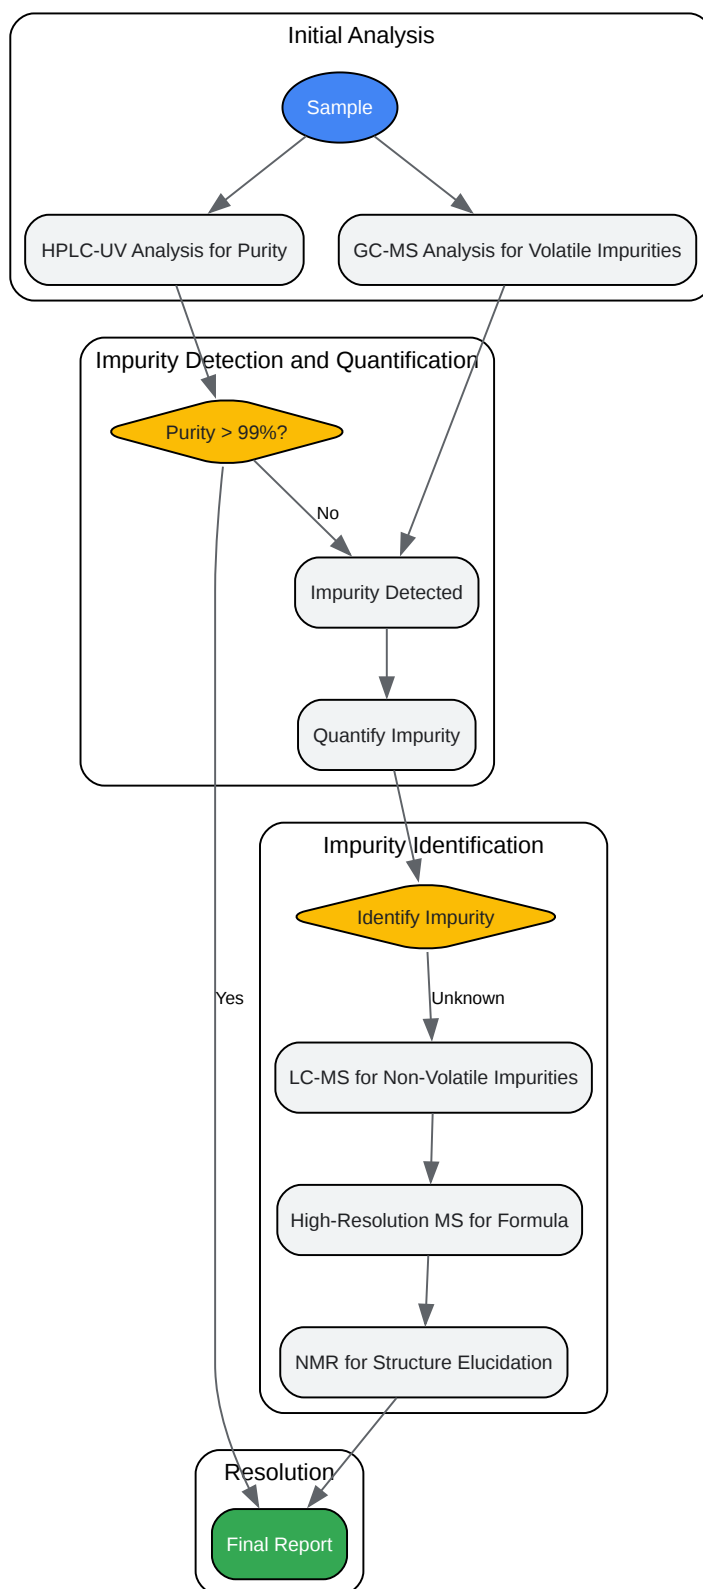 Initial Analysis
Sample
HPLC-UV Analysis for Purity
GC-MS Analysis for Volatile Impurities
Impurity Detection and Quantification
Purity > 99%?
No
Impurity Detected
Quantify Impurity
Impurity Identification
Identify Impurity
Yes
Unknown
LC-MS for Non-Volatile Impurities
High-Resolution MS for Formula
NMR for Structure Elucidation
Resolution
Final Report